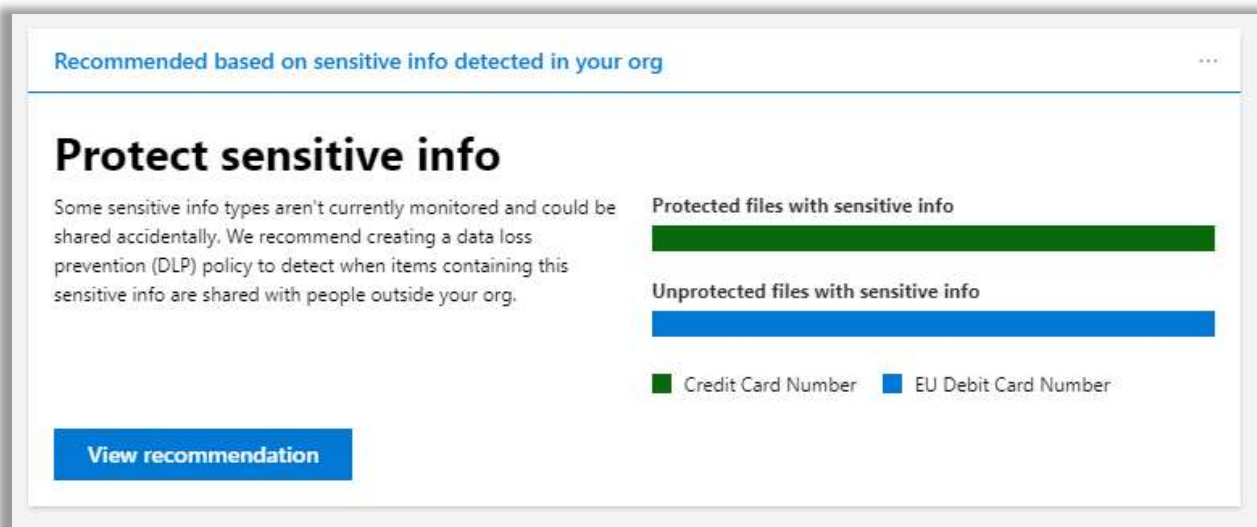 Recommended based on sensitive info detected in your org
...
Protect sensitive info
Some sensitive info types aren't currently monitored and could be
shared accidentally. We recommend creating a data loss
prevention (DLP) policy to detect when items containing this
sensitive info are shared with people outside your org.
Protected files with sensitive info
Unprotected files with sensitive info
Credit Card Number
EU Debit Card Number
View recommendation